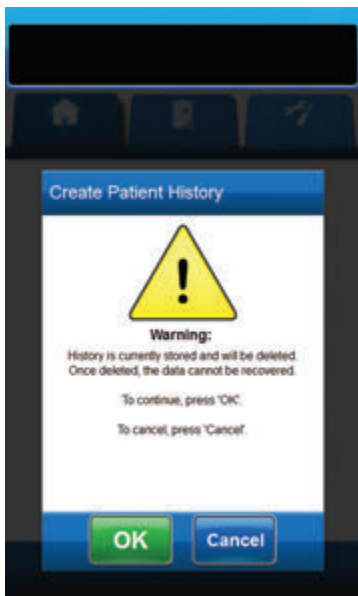 Create Patient History
Warning:
History is currently stored and will be deleted.
Once deleted, the data cannot be recovered.
To continue, press 'OK'.
To cancel, press 'Cancel'.
OK
Cancel